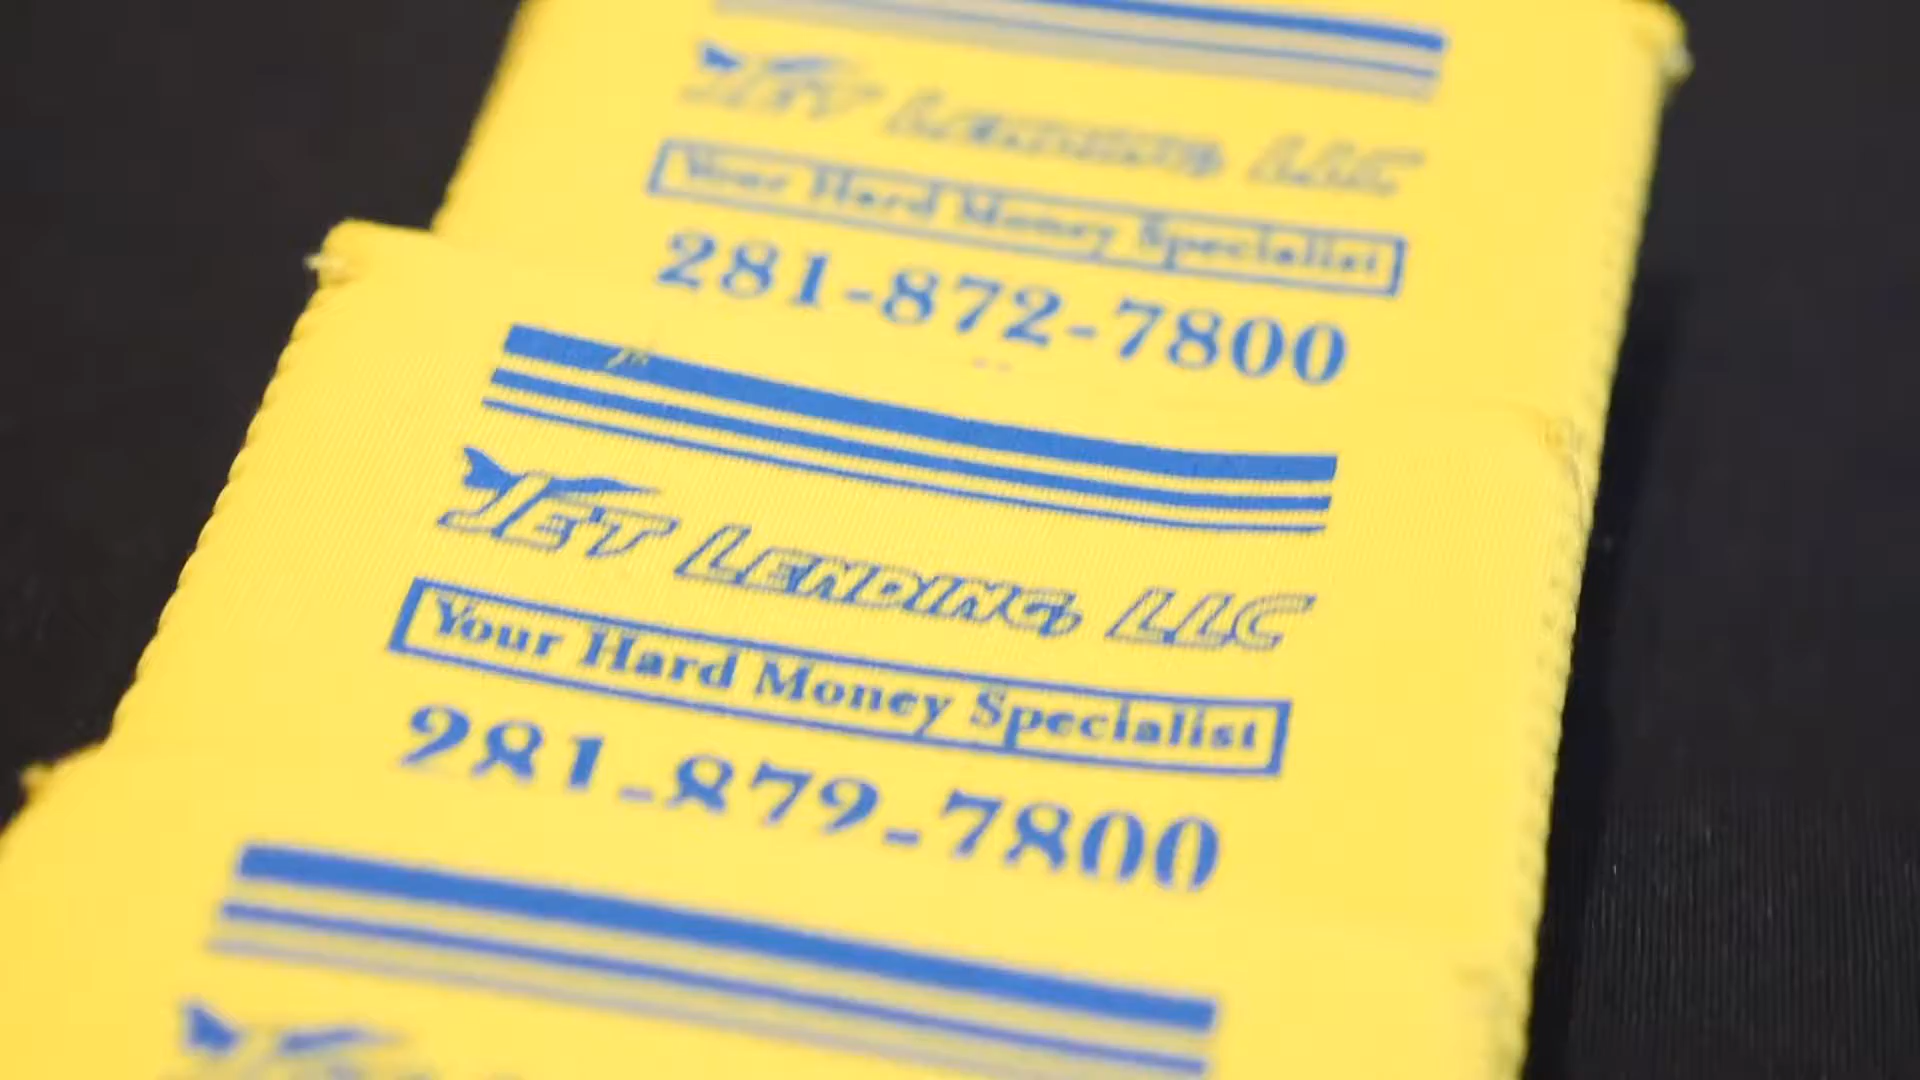 JET LENDING, LLC
Your Hard Money Specialist
281-872-7800
JET LENDING, LLC
Your Hard Money Specialist
281-872-7800